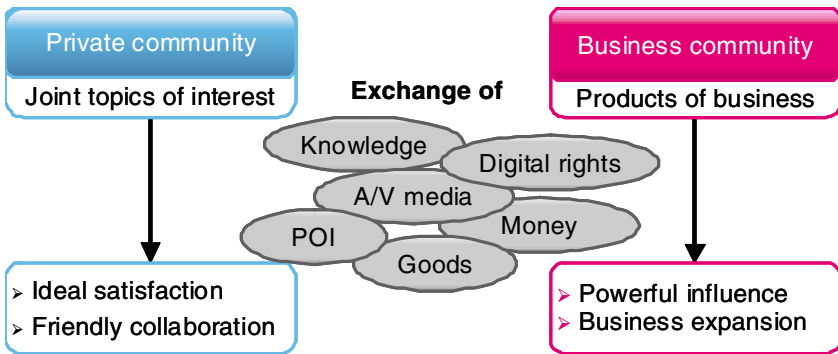 Private community
Joint topics of interest
Exchange of
Business community
Products of business
Knowledge
Digital rights
A/V media
POI
Money
Goods
➢ Ideal satisfaction
➢ Friendly collaboration
➢ Powerful influence
➢ Business expansion